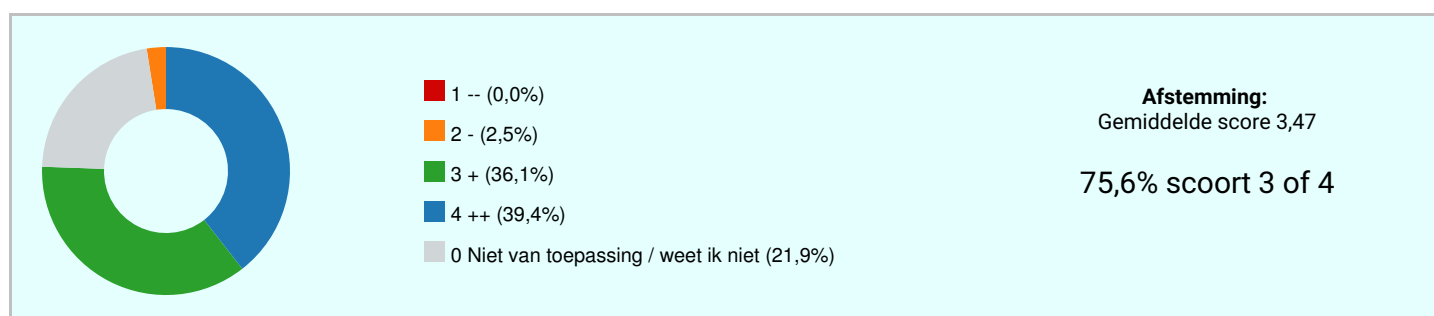 1 -- (0,0%)
2 - (2,5%)
3 + (36,1%)
4 ++ (39,4%)
0 Niet van toepassing / weet ik niet (21,9%)
Afstemming:
Gemiddelde score 3,47
75,6% scoort 3 of 4